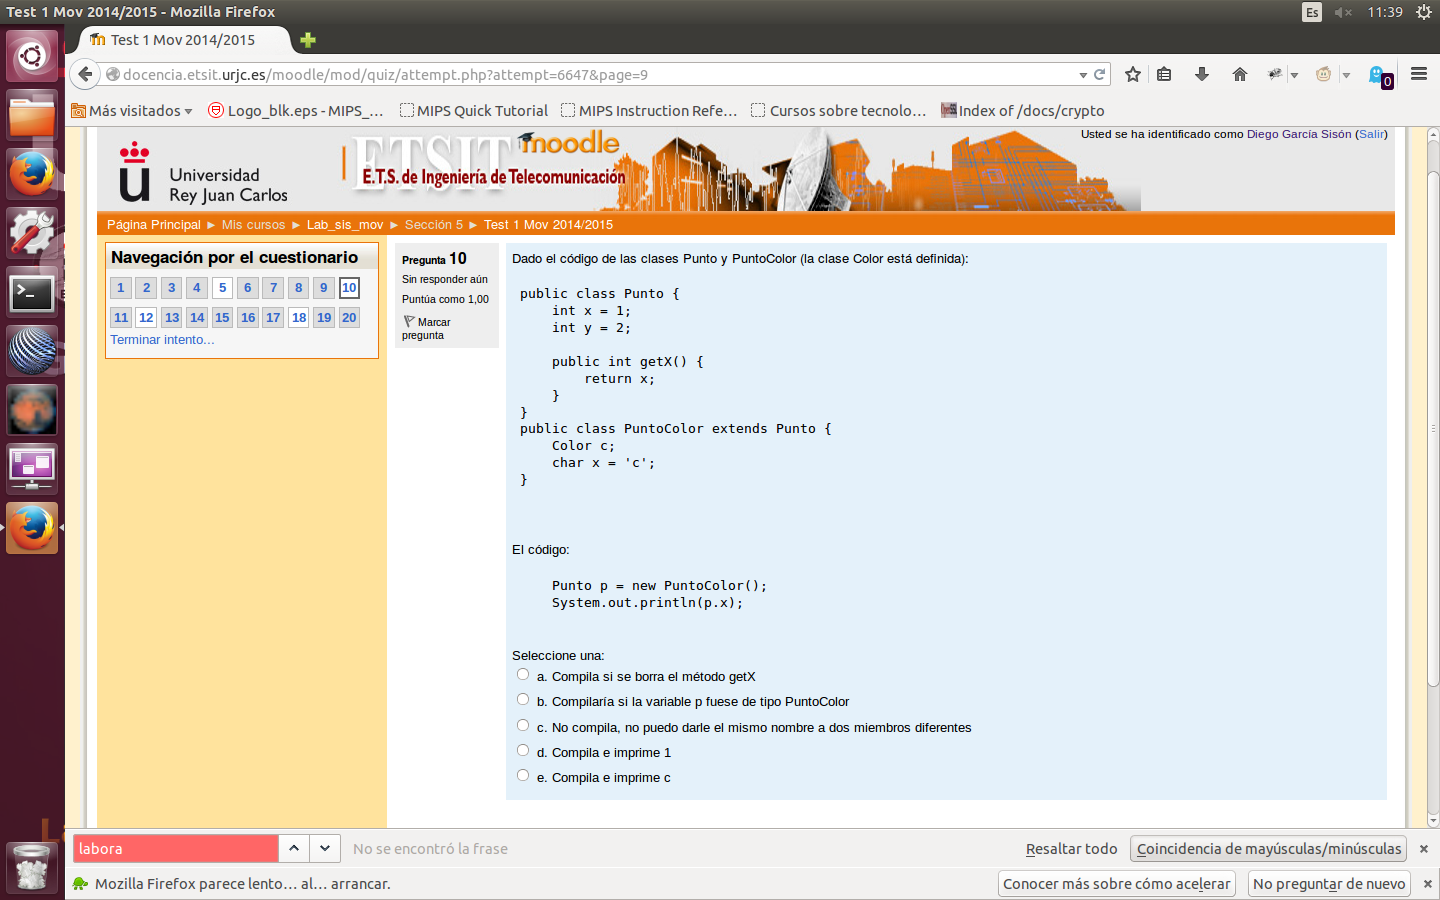 Test 1 Mov 2014/2015 - Mozilla Firefox
Es
11:39
Test 1 Mov 2014/2015
docencia.etsit.urjc.es/moodle/mod/quiz/attempt.php?attempt=6647&page=9
0
Más visitados
Logo_blk.eps - MIPS_...
MIPS Quick Tutorial
MIPS Instruction Refe...
Cursos sobre tecnolo...
Index of /docs/crypto
Universidad
Rey Juan Carlos
ETSIT
moodle
E.T.S. de Ingeniería de Telecomunicación
Usted se ha identificado como Diego García Sisón (Salir)
Página Principal ► Mis cursos ► Lab_sis_mov ► Sección 5 ► Test 1 Mov 2014/2015
Navegación por el cuestionario
1 2 3 4 5 6 7 8 9 10
11 12 13 14 15 16 17 18 19 20
Terminar intento...
Pregunta 10
Sin responder aún
Puntúa como 1,00
Marcar
pregunta
Dado el código de las clases Punto y PuntoColor (la clase Color está definida):
public class Punto {
int x = 1;
int y = 2;
public int getX() {
return x;
}
}
public class PuntoColor extends Punto {
Color c;
char x = 'c';
}
El código:
Punto p = new PuntoColor();
System.out.println(p.x);
Seleccione una:
a. Compila si se borra el método getX
b. Compilaría si la variable p fuese de tipo PuntoColor
c. No compila, no puedo darle el mismo nombre a dos miembros diferentes
d. Compila e imprime 1
e. Compila e imprime c
labora
No se encontró la frase
Resaltar todo
Coincidencia de mayúsculas/minúsculas
Mozilla Firefox parece lento... al... arrancar.
Conocer más sobre cómo acelerar
No preguntar de nuevo